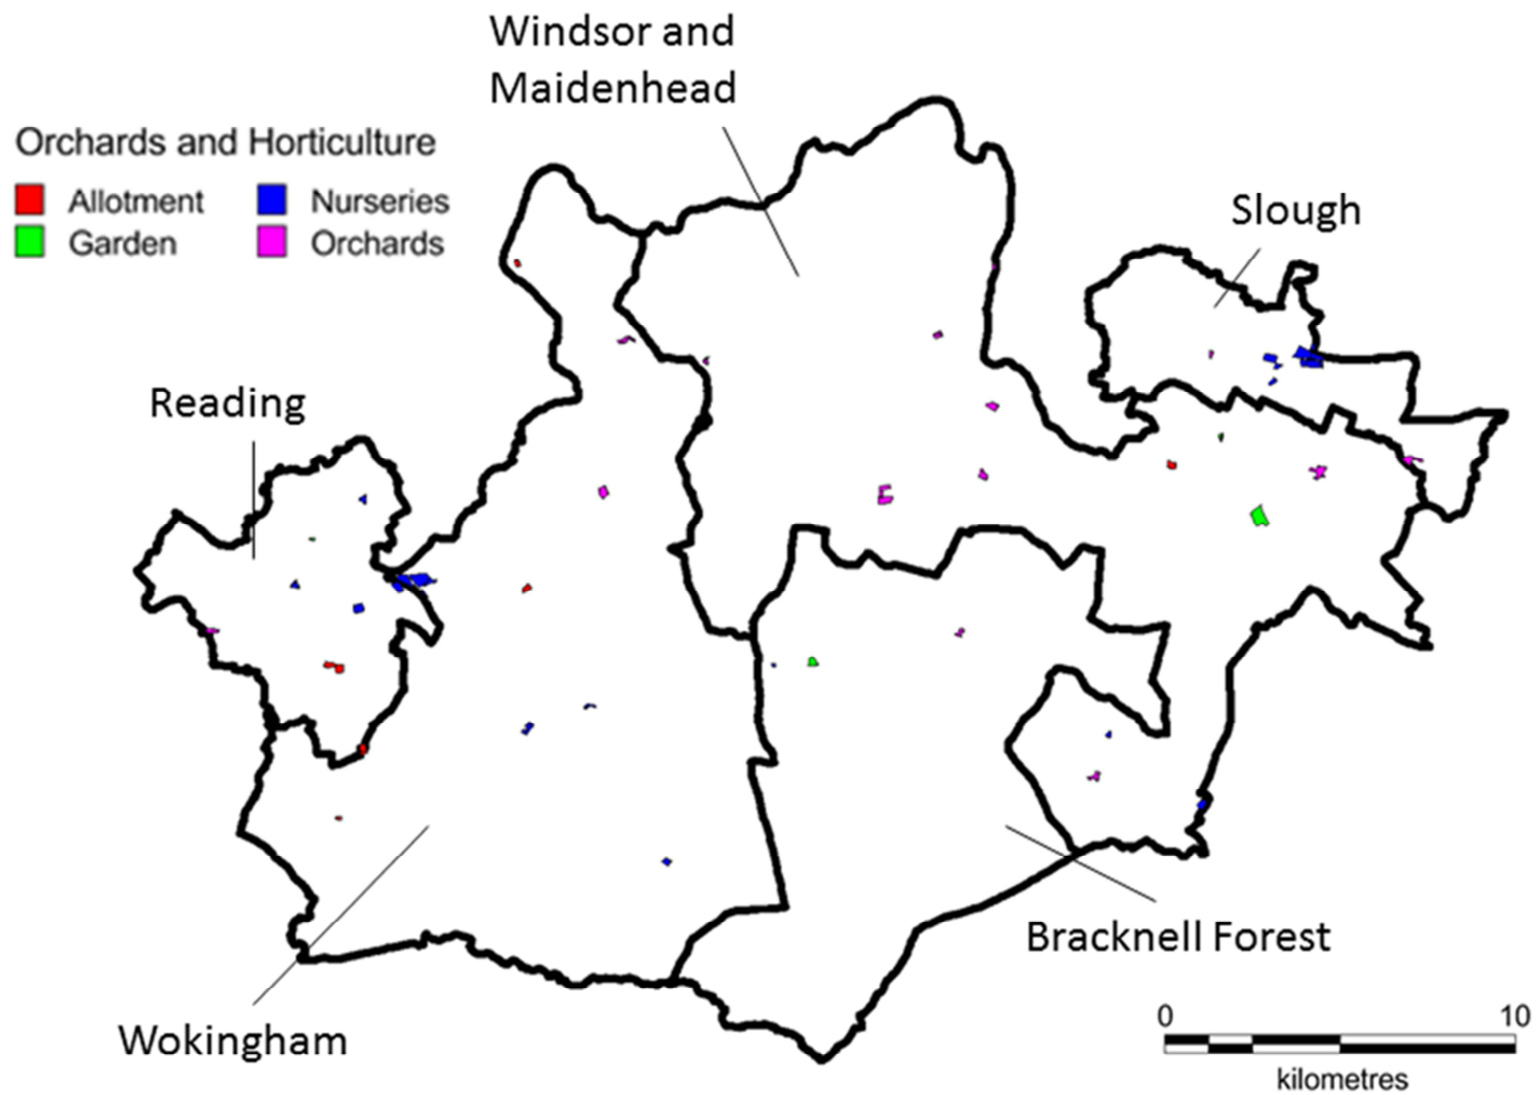 Windsor and
Maidenhead
Orchards and Horticulture
Allotment Nurseries
Garden Orchards
Slough
Reading
Bracknell Forest
Wokingham
0 10
kilometres